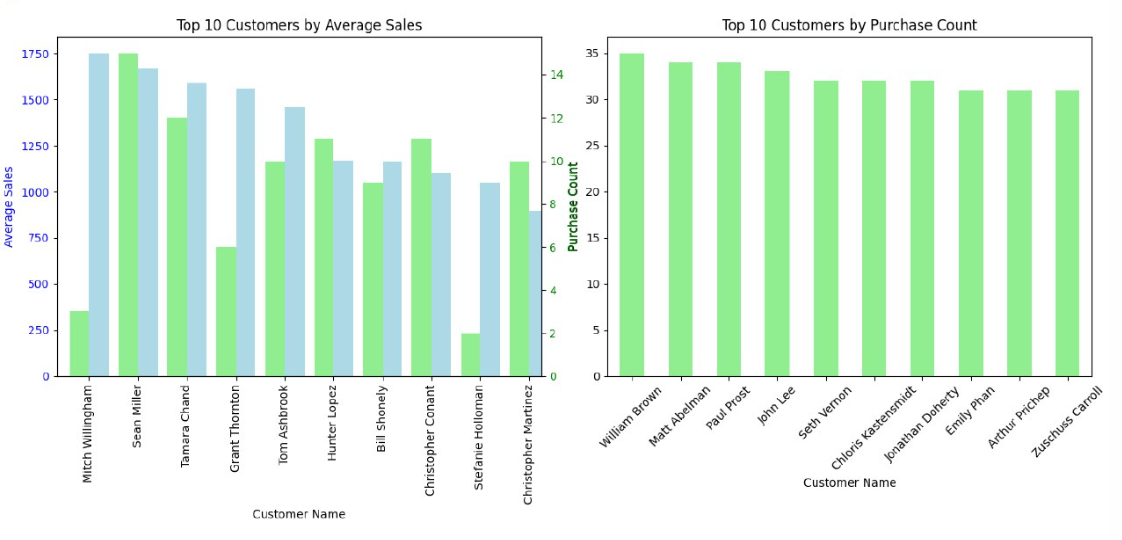 Top 10 Customers by Average Sales
Average Sales
1750
1500
1250
1000
750
500
250
0
14
12
10
8
6
4
2
0
Purchase Count
Mitch Willingham
Sean Miller
Tamara Chand
Grant Thornton
Tom Ashbrook
Hunter Lopez
Bill Shonely
Christopher Conant
Stefanie Holloman
Christopher Martinez
Customer Name
Top 10 Customers by Purchase Count
Purchase Count
35
30
25
20
15
10
5
0
William Brown
Matt Abelman
Paul Prost
John Lee
Seth Vernon
Chloris Kastensmidt
Jonathan Doherty
Emily Phan
Arthur Prichep
Zuschuss Carroll
Customer Name